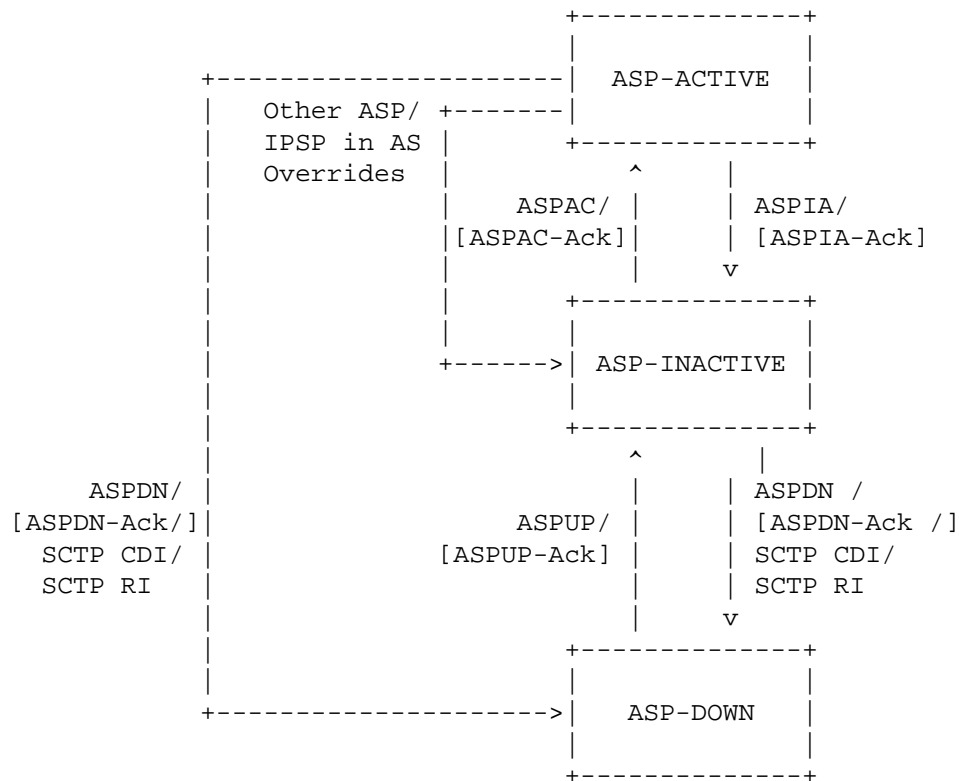 ASP-ACTIVE
Other ASP/
IPSP in AS
Overrides
ASPAC/ ASPIA/
[ASPAC-Ack] [ASPIA-Ack]
ASP-INACTIVE
ASPDN/ ASPUP/ ASPDN /
[ASPDN-Ack/] [ASPUP-Ack] [ASPDN-Ack /]
SCTP CDI/ SCTP CDI/
SCTP RI SCTP RI
ASP-DOWN